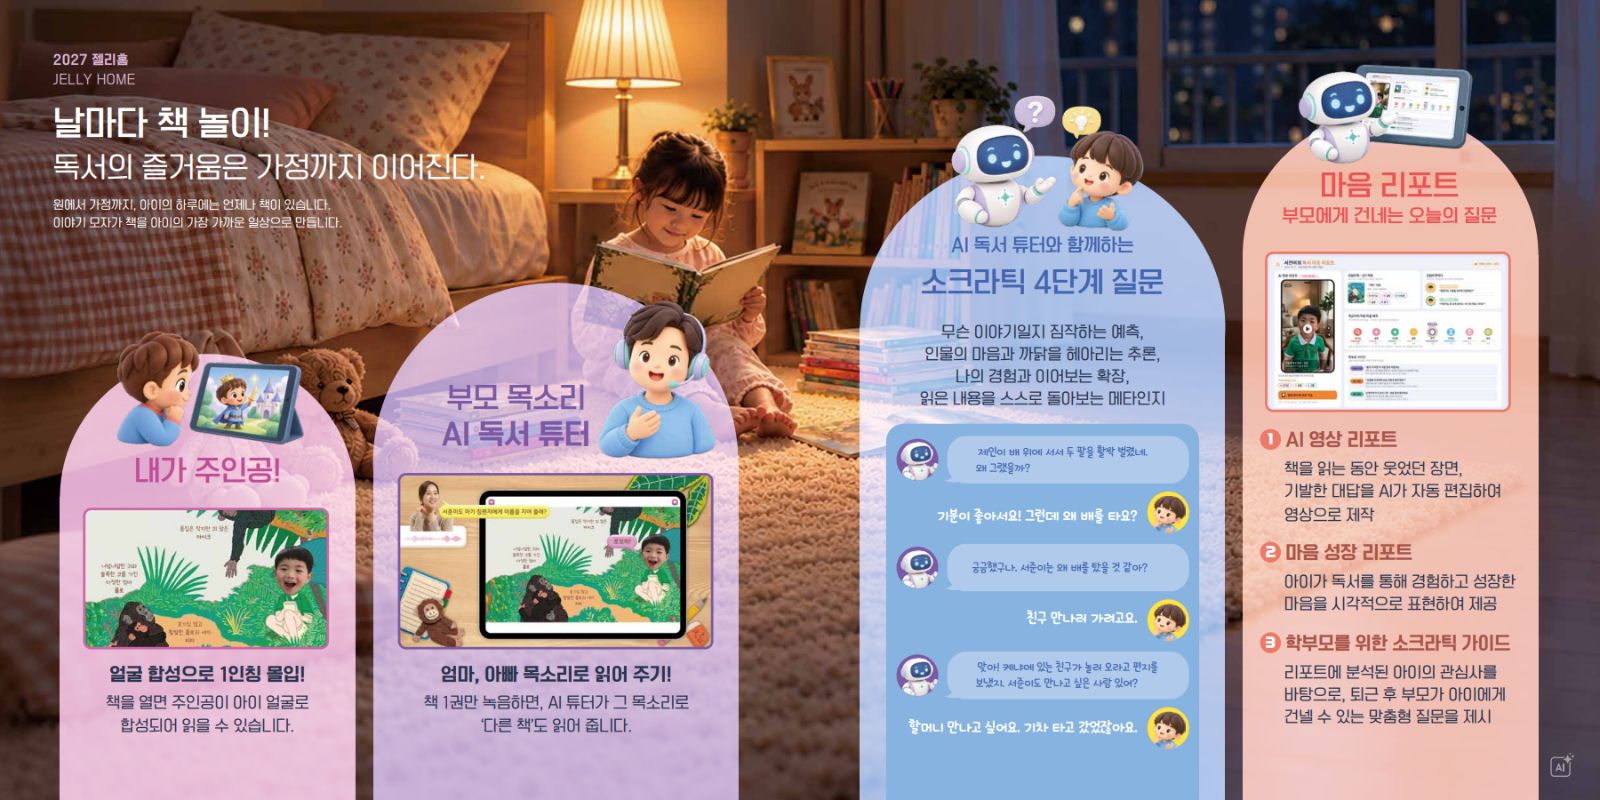 2027 젤리홈
JELLY HOME
날마다 책 놀이!
독서의 즐거움은 가정까지 이어진다.
원에서 가정까지, 아이의 하루에는 언제나 책이 있습니다.
이야기 모자가 책을 아이의 가장 가까운 일상으로 만듭니다.
내가 주인공!
얼굴 합성으로 1인칭 몰입!
책을 열면 주인공이 아이 얼굴로
합성되어 읽을 수 있습니다.
부모 목소리
AI 독서 튜터
서준이도 아기 침팬지에게 이름을 지어 줄래?
엄마, 아빠 목소리로 읽어 주기!
책 1권만 녹음하면, AI 튜터가 그 목소리로
‘다른 책’도 읽어 줍니다.
?
AI 독서 튜터와 함께하는
소크라틱 4단계 질문
무슨 이야기일지 짐작하는 예측,
인물의 마음과 까닭을 헤아리는 추론,
나의 경험과 이어보는 확장,
읽은 내용을 스스로 돌아보는 메타인지
제인이 배 위에 서서 두 팔을 활짝 벌렸네.
왜 그랬을까?
기분이 좋아서요! 그런데 왜 배를 타요?
궁금했구나. 서준이는 왜 배를 탔을 것 같아?
친구 만나러 가려고요.
맞아! 케냐에 있는 친구가 놀러 오라고 편지를
보냈지. 서준이도 만나고 싶은 사람 있어?
할머니 만나고 싶어요. 기차 타고 갔었잖아요.
마음 리포트
부모에게 건네는 오늘의 질문
1 AI 영상 리포트
책을 읽는 동안 웃었던 장면,
기발한 대답을 AI가 자동 편집하여
영상으로 제작
2 마음 성장 리포트
아이가 독서를 통해 경험하고 성장한
마음을 시각적으로 표현하여 제공
3 학부모를 위한 소크라틱 가이드
리포트에 분석된 아이의 관심사를
바탕으로, 퇴근 후 부모가 아이에게
건넬 수 있는 맞춤형 질문을 제시
AI